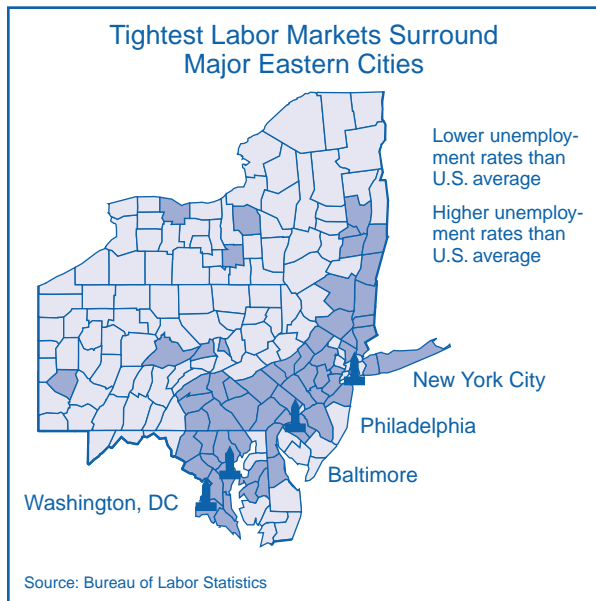 Tightest Labor Markets Surround
Major Eastern Cities
Lower unemploy-
ment rates than
U.S. average
Higher unemploy-
ment rates than
U.S. average
New York City
Philadelphia
Baltimore
Washington, DC
Source: Bureau of Labor Statistics